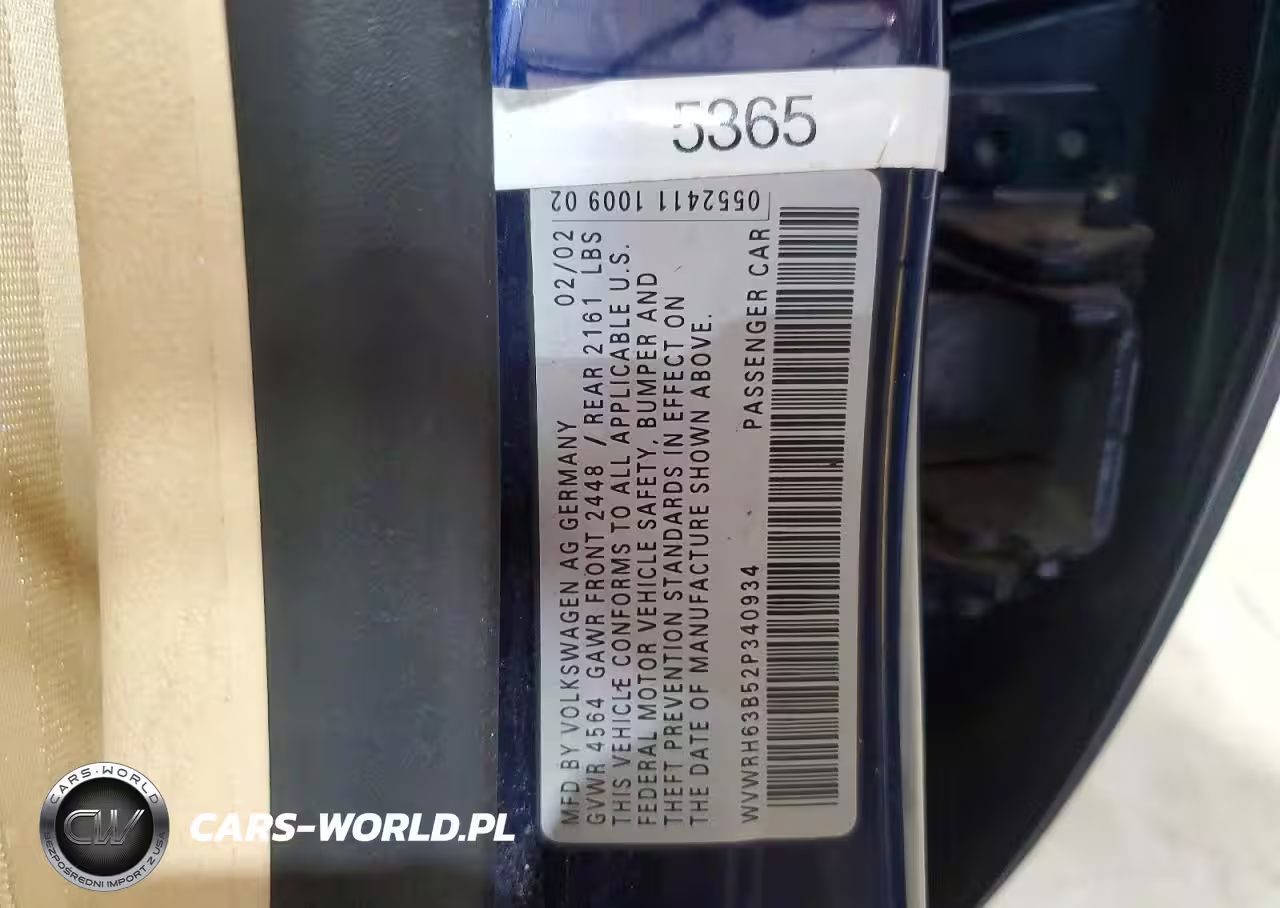 5365
0552411 1009 02
MFD BY VOLKSWAGEN AG GERMANY 02/02
GVWR 4564 GAWR FRONT 2448 / REAR 2161 LBS
THIS VEHICLE CONFORMS TO ALL APPLICABLE U.S.
FEDERAL MOTOR VEHICLE SAFETY, BUMPER AND
THEFT PREVENTION STANDARDS IN EFFECT ON
THE DATE OF MANUFACTURE SHOWN ABOVE.
WVWRH63B52P340934 PASSENGER CAR
CARS-WORLD
CW
BEZPOŚREDNI IMPORT Z USA
CARS-WORLD.PL